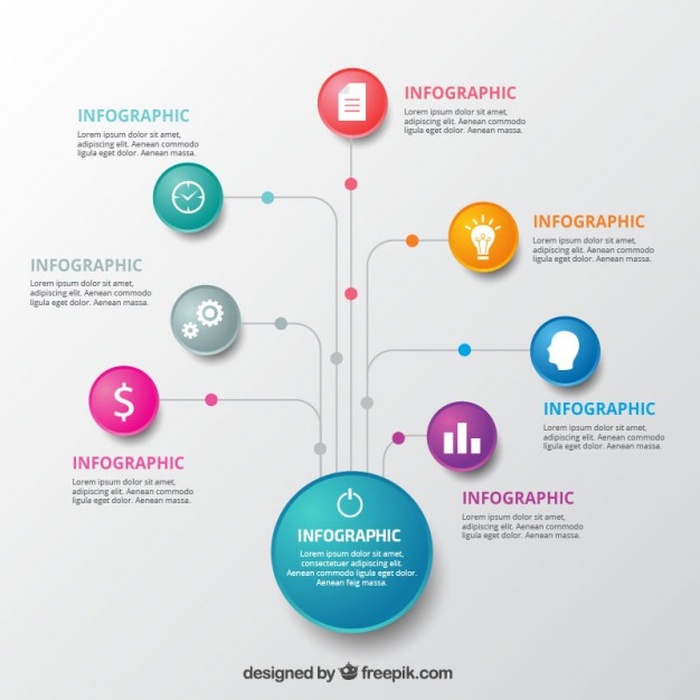 INFOGRAPHIC
Lorem ipsum dolor sit amet,
adipiscing elit. Aenean commodo
ligula eget dolor. Aenean massa.
INFOGRAPHIC
Lorem ipsum dolor sit amet,
adipiscing elit. Aenean commodo
ligula eget dolor. Aenean massa.
INFOGRAPHIC
Lorem ipsum dolor sit amet,
adipiscing elit. Aenean commodo
ligula eget dolor. Aenean massa.
INFOGRAPHIC
Lorem ipsum dolor sit amet,
adipiscing elit. Aenean commodo
ligula eget dolor. Aenean massa.
$
INFOGRAPHIC
Lorem ipsum dolor sit amet,
adipiscing elit. Aenean commodo
ligula eget dolor. Aenean massa.
INFOGRAPHIC
Lorem ipsum dolor sit amet,
adipiscing elit. Aenean commodo
ligula eget dolor. Aenean massa.
INFOGRAPHIC
Lorem ipsum dolor sit amet,
adipiscing elit. Aenean commodo
ligula eget dolor. Aenean massa.
INFOGRAPHIC
Lorem ipsum dolor sit amet,
consectetuer adipiscing elit.
Aenean commodo ligula eget dolor.
Aenean feig massa.
designed by freepik.com